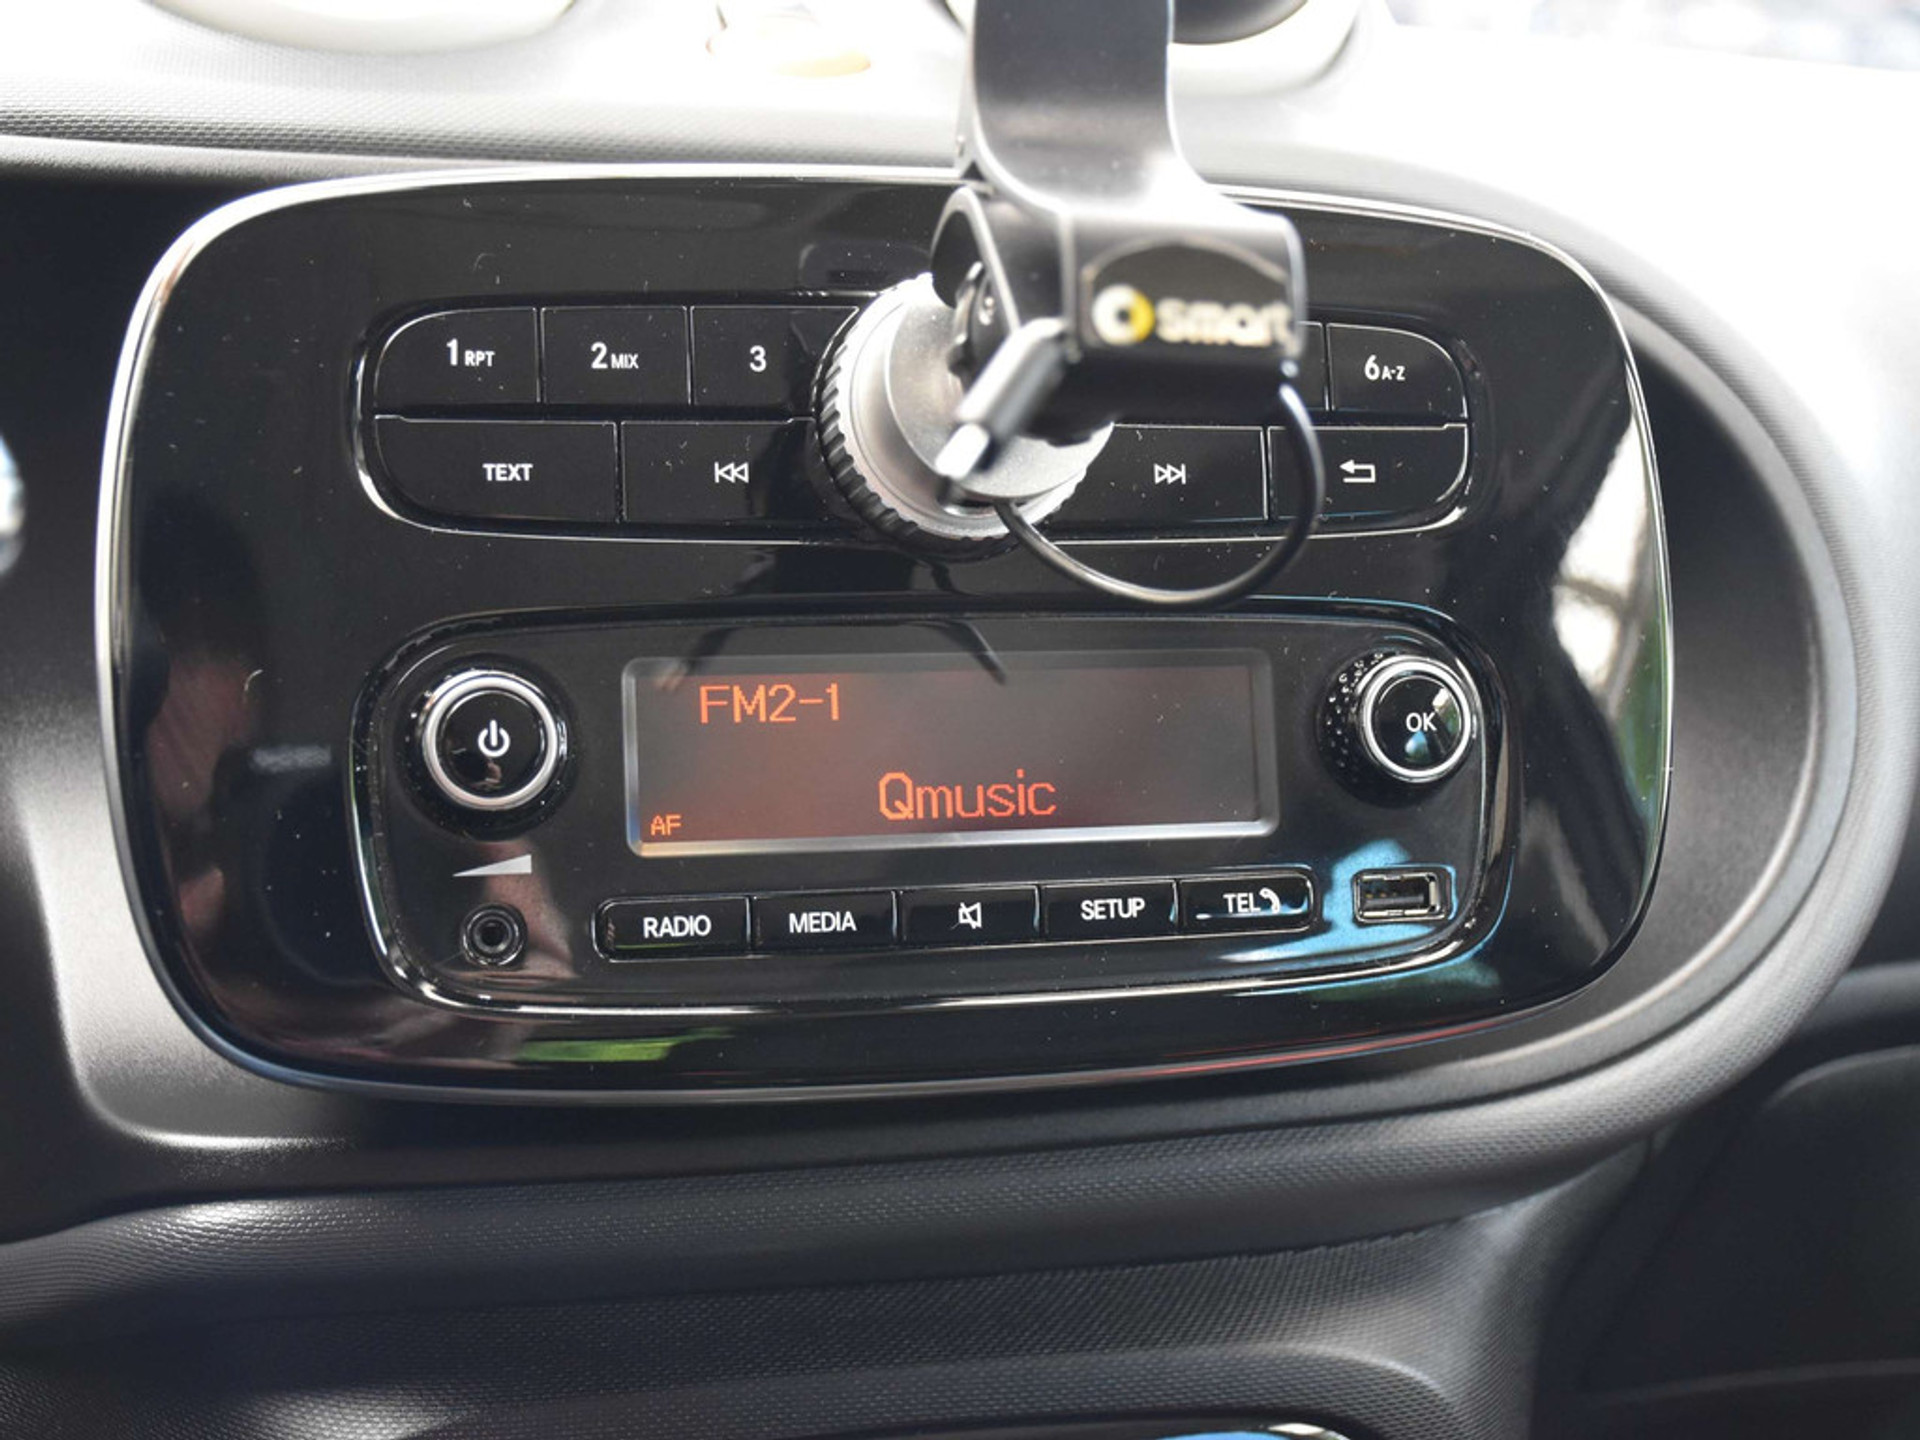 smart
1 RPT 2 MIX 3 6 A-Z
TEXT
FM2-1
OK
Qmusic
AF
RADIO MEDIA SETUP TEL